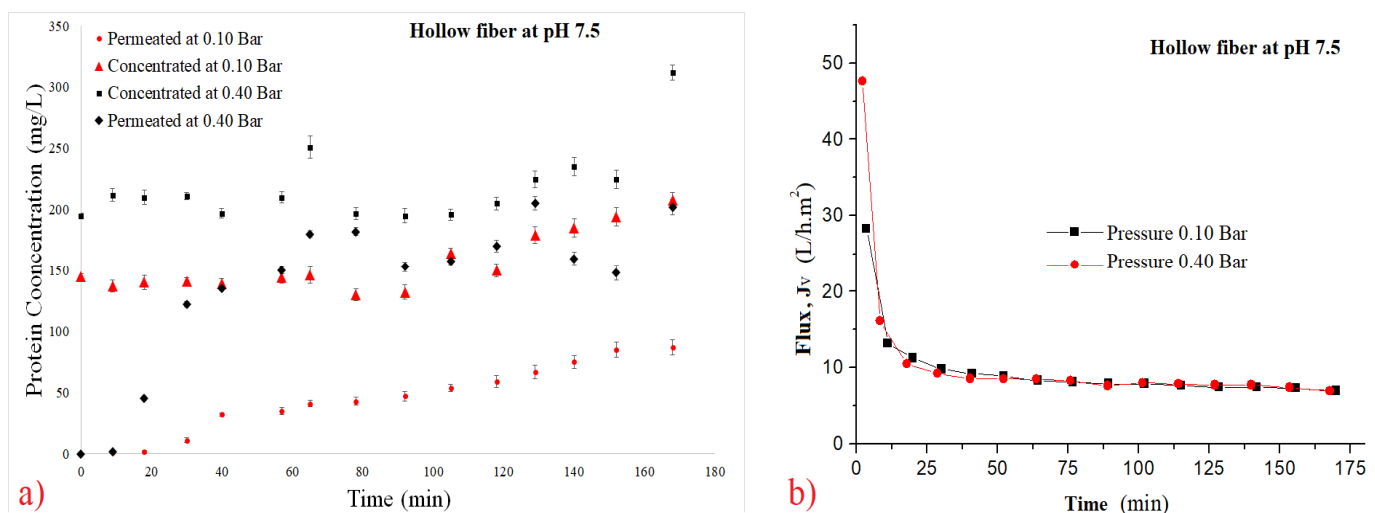 Hollow fiber at pH 7.5
Permeated at 0.10 Bar
Concentrated at 0.10 Bar
Concentrated at 0.40 Bar
Permeated at 0.40 Bar
Protein Cooncentration (mg/L)
350
300
250
200
150
100
50
0
0 20 40 60 80 100 120 140 160 180
Time (min)
a)
Hollow fiber at pH 7.5
Pressure 0.10 Bar
Pressure 0.40 Bar
Flux, Jv (L/h.m²)
50
40
30
20
10
0
0 25 50 75 100 125 150 175
Time (min)
b)